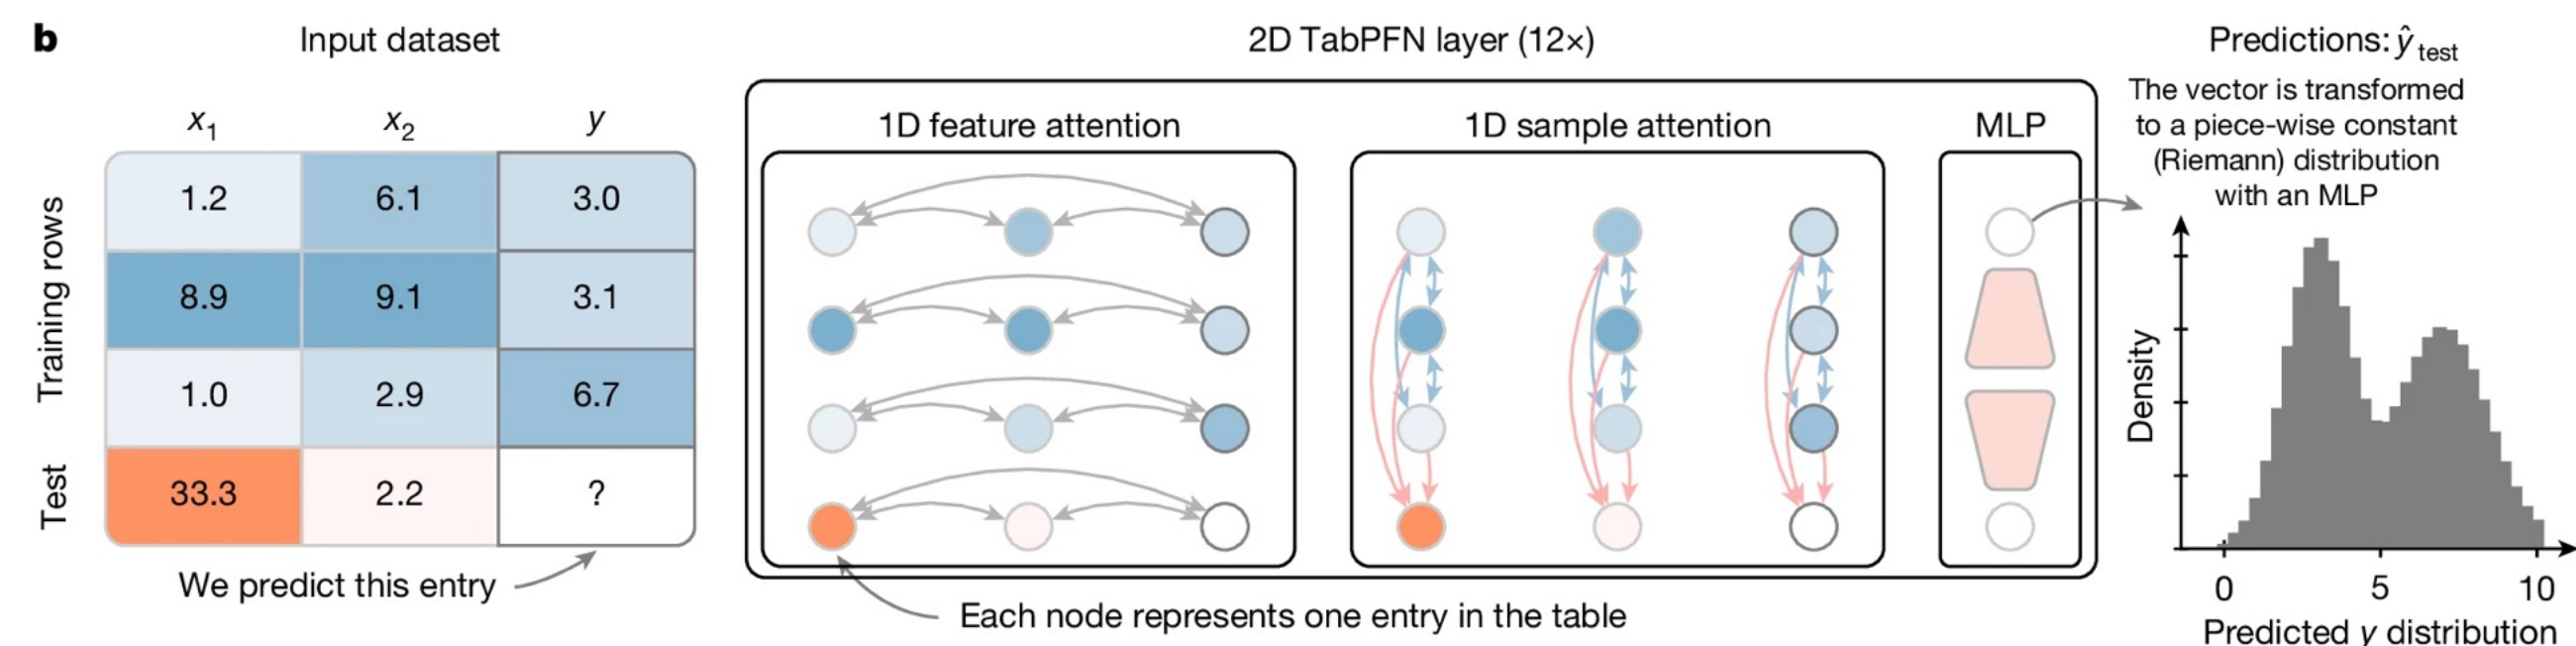 b
Input dataset
2D TabPFN layer (12×)
Predictions: ŷ test
The vector is transformed
to a piece-wise constant
(Riemann) distribution
with an MLP
x1 x2 y
1D feature attention
1D sample attention
MLP
Training rows
1.2 6.1 3.0
8.9 9.1 3.1
1.0 2.9 6.7
Test
33.3 2.2 ?
We predict this entry
Each node represents one entry in the table
Density
0 5 10
Predicted y distribution